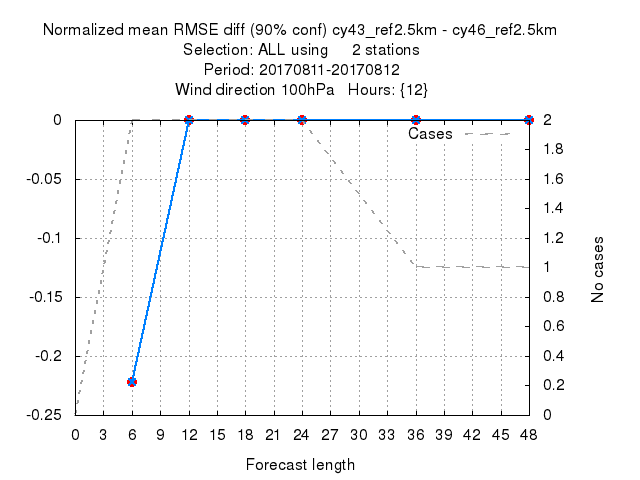 Normalized mean RMSE diff (90% conf) cy43_ref2.5km - cy46_ref2.5km
Selection: ALL using 2 stations
Period: 20170811-20170812
Wind direction 100hPa Hours: {12}
0 2
Cases
1.8
-0.05 1.6
1.4
-0.1 1.2
No cases
1
-0.15 0.8
0.6
-0.2 0.4
0.2
-0.25 0
0 3 6 9 12 15 18 21 24 27 30 33 36 39 42 45 48
Forecast length